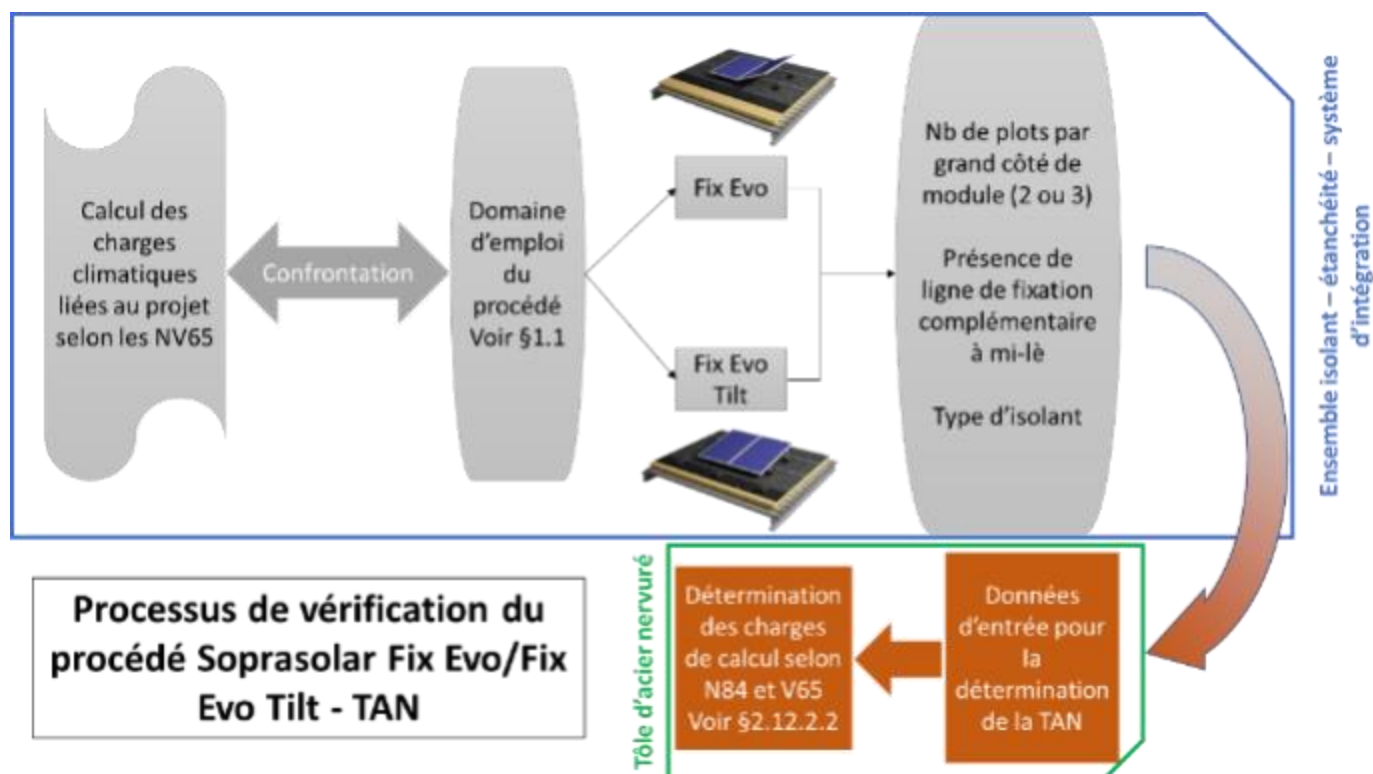 Calcul des
charges
climatiques
liées au projet
selon les NV65
Confrontation
Domaine
d'emploi
du
procédé
Voir §1.1
Fix Evo
Fix Evo
Tilt
Nb de plots par
grand côté de
module (2 ou 3)
Présence de
ligne de fixation
complémentaire
à mi-lè
Type d'isolant
Ensemble isolant – étanchéité – système
d'intégration
Processus de vérification du
procédé Soprasolar Fix Evo/Fix
Evo Tilt - TAN
Tôle d'acier nervuré
Détermination
des charges
de calcul selon
N84 et V65
Voir §2.12.2.2
Données
d'entrée pour
la
détermination
de la TAN